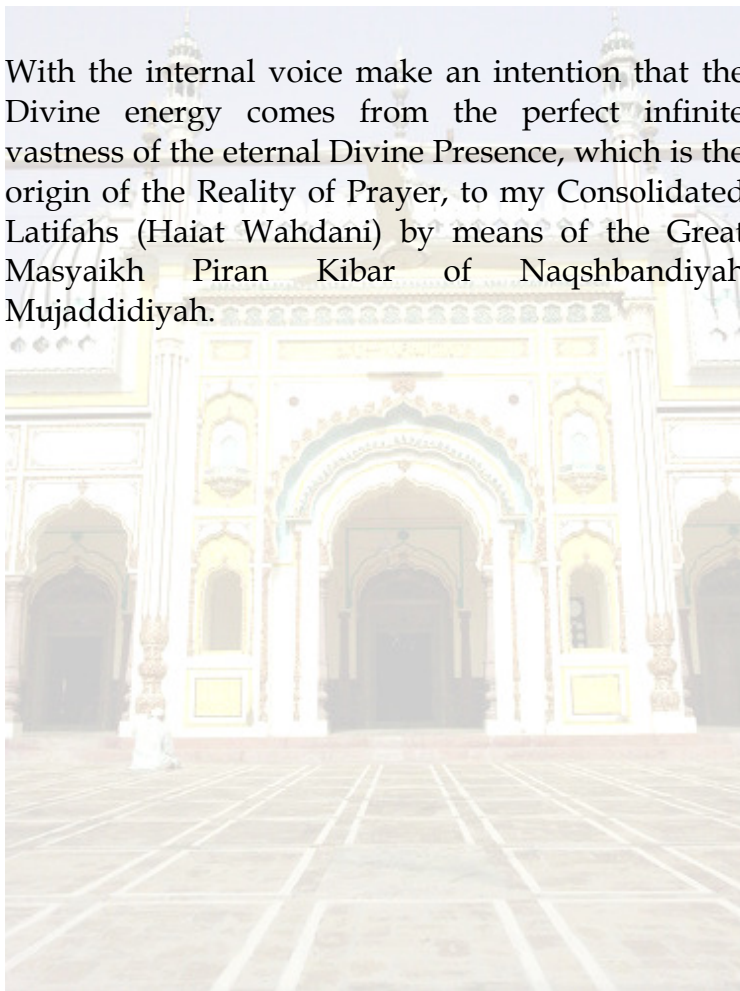 With the internal voice make an intention that the
Divine energy comes from the perfect infinite
vastness of the eternal Divine Presence, which is the
origin of the Reality of Prayer, to my Consolidated
Latifahs (Haiat Wahdani) by means of the Great
Masyaikh Piran Kibar of Naqshbandiyah
Mujaddidiyah.